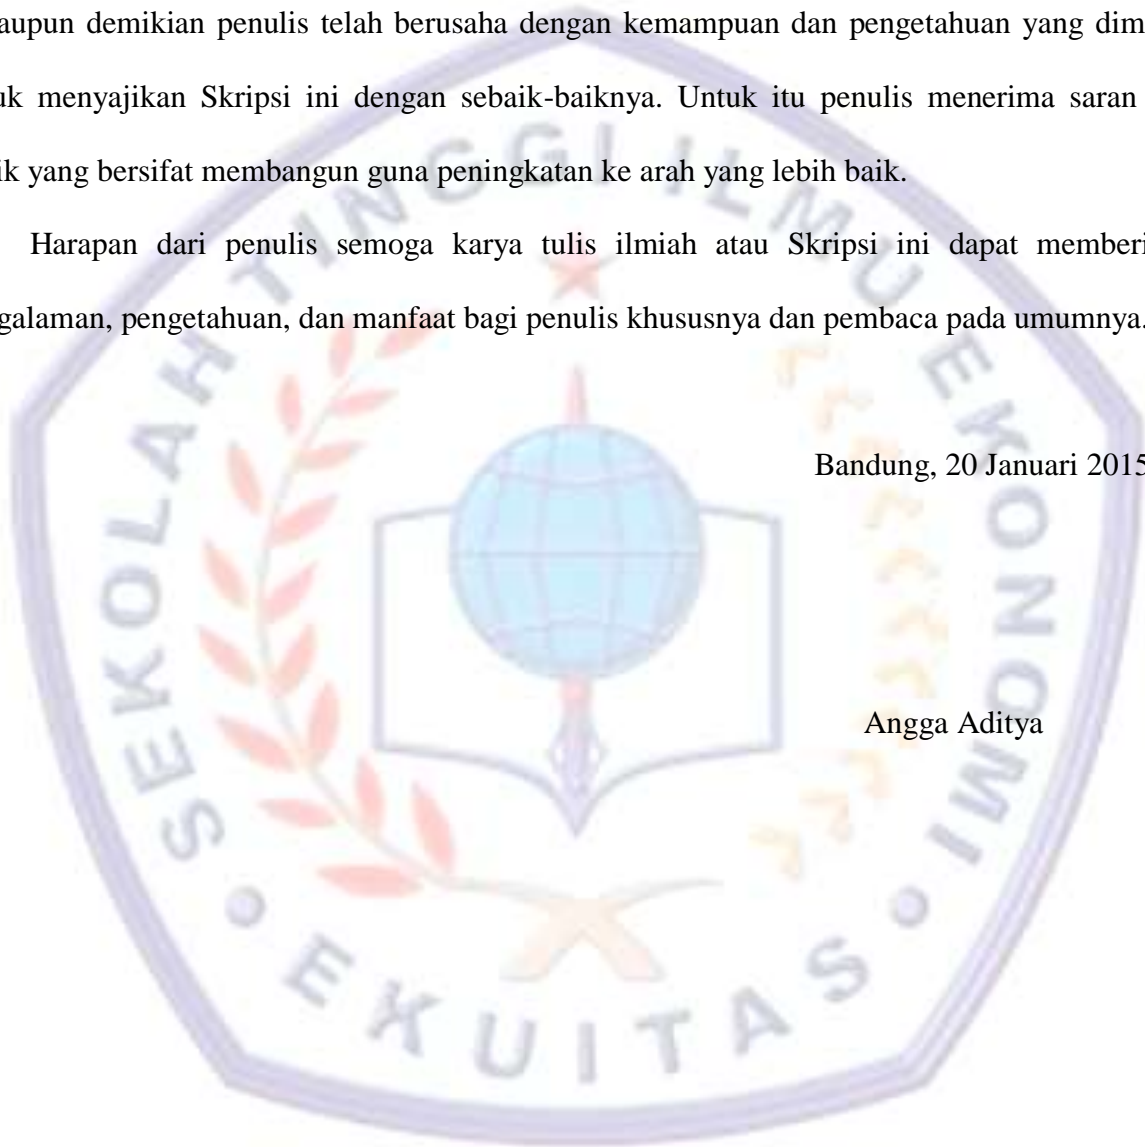 aupun demikian penulis telah berusaha dengan kemampuan dan pengetahuan yang dim
uk menyajikan Skripsi ini dengan sebaik-baiknya. Untuk itu penulis menerima saran
ik yang bersifat membangun guna peningkatan ke arah yang lebih baik.
Harapan dari penulis semoga karya tulis ilmiah atau Skripsi ini dapat memberi
galaman, pengetahuan, dan manfaat bagi penulis khususnya dan pembaca pada umumnya.
Bandung, 20 Januari 2015
Angga Aditya
SEKOLAH TINGGI ILMU EKONOMI
EKUITAS